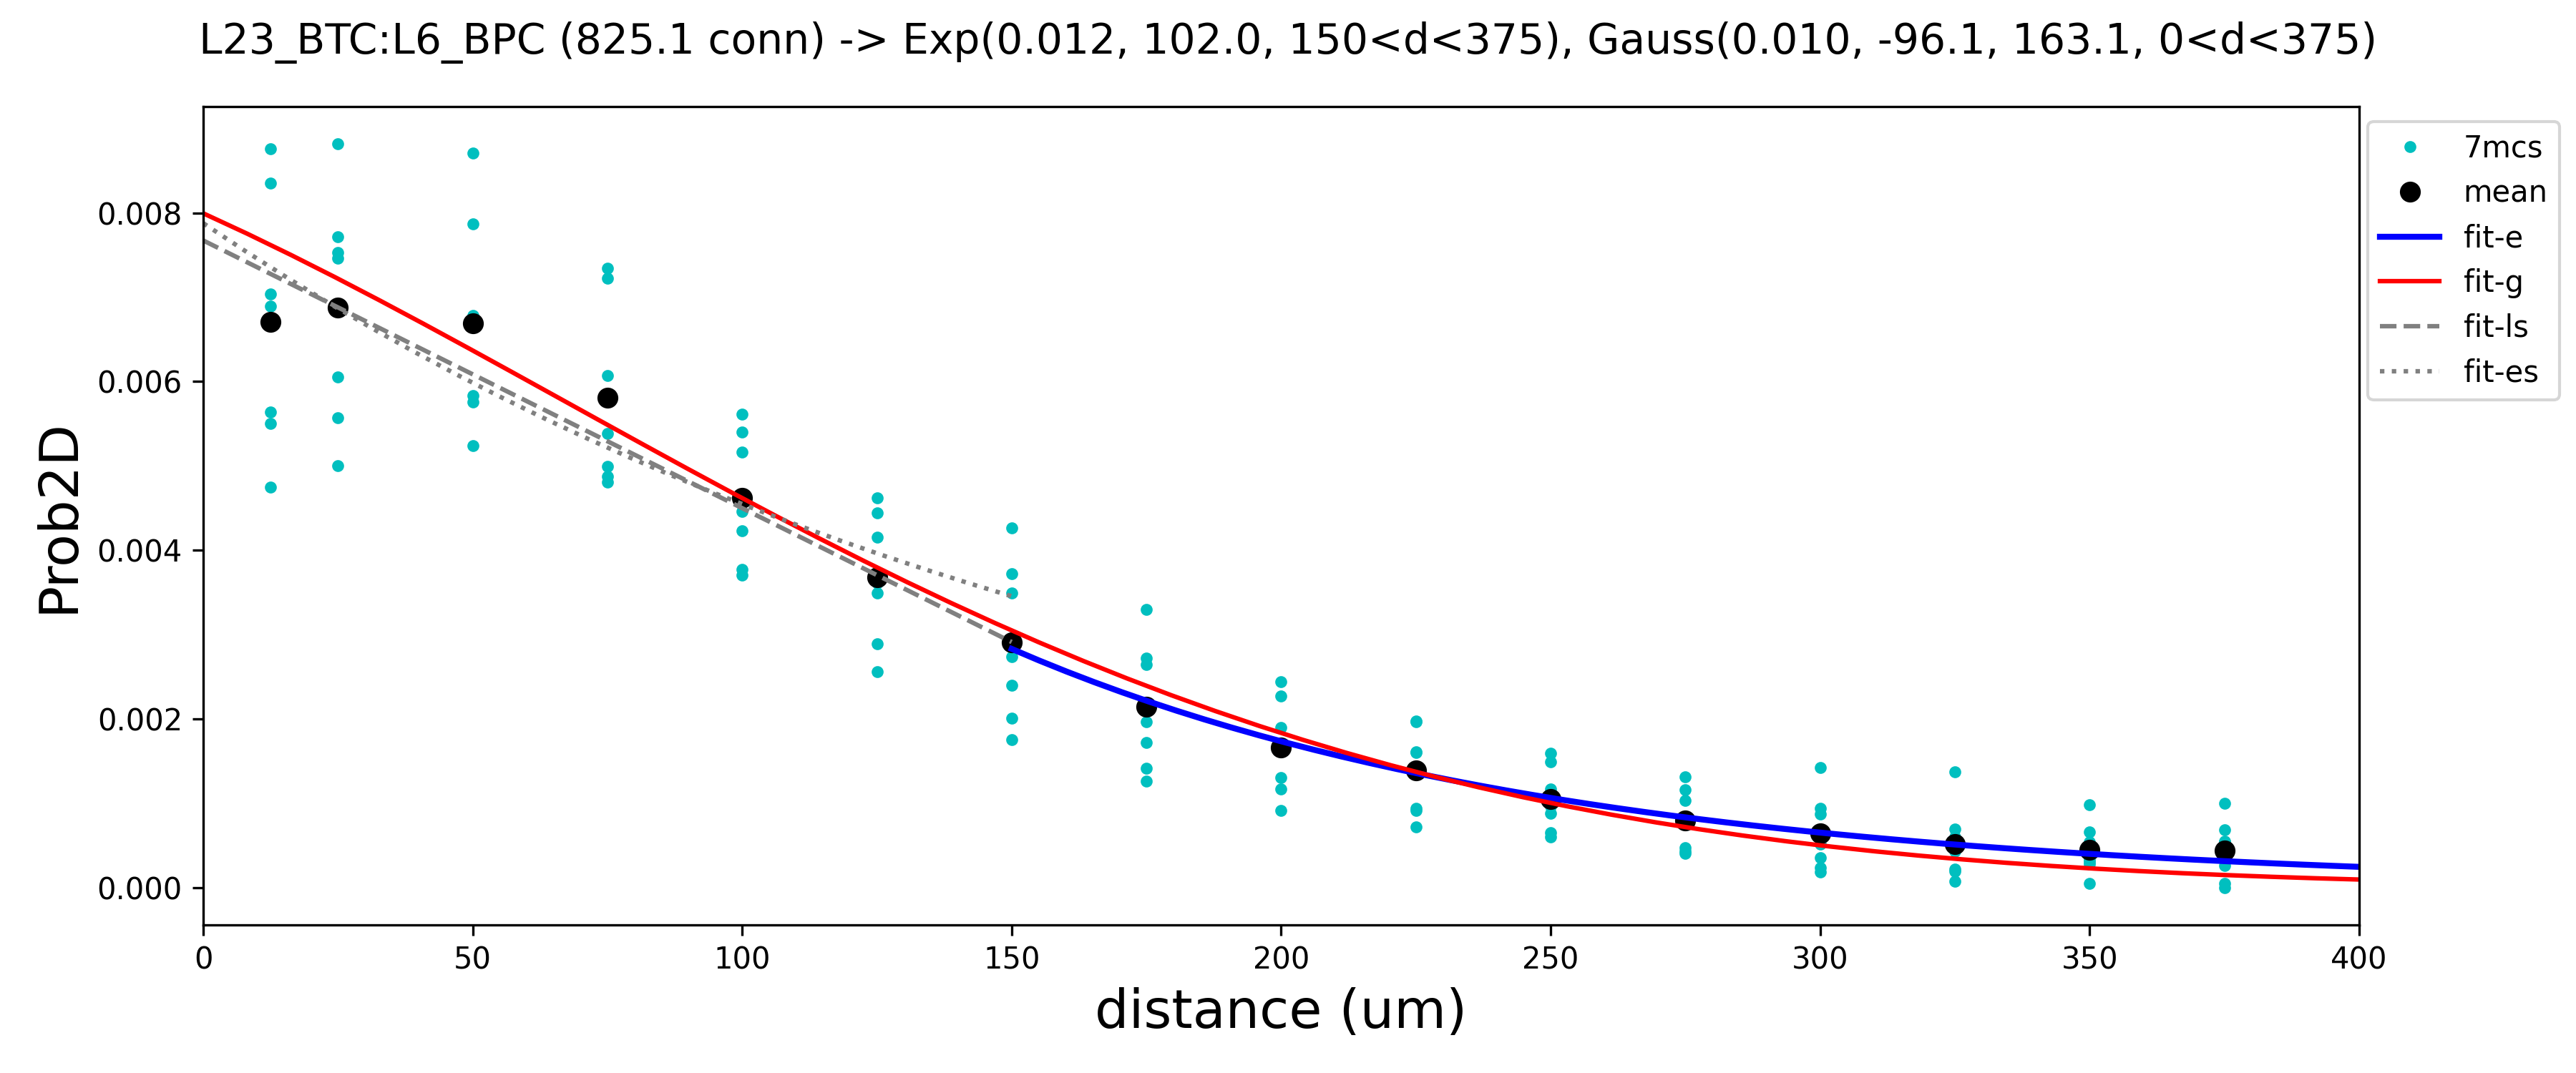 L23_BTC:L6_BPC (825.1 conn) -> Exp(0.012, 102.0, 150<d<375), Gauss(0.010, -96.1, 163.1, 0<d<375)
7mcs
mean
fit-e
fit-g
fit-ls
fit-es
Prob2D
0.008
0.006
0.004
0.002
0.000
0 50 100 150 200 250 300 350 400
distance (um)